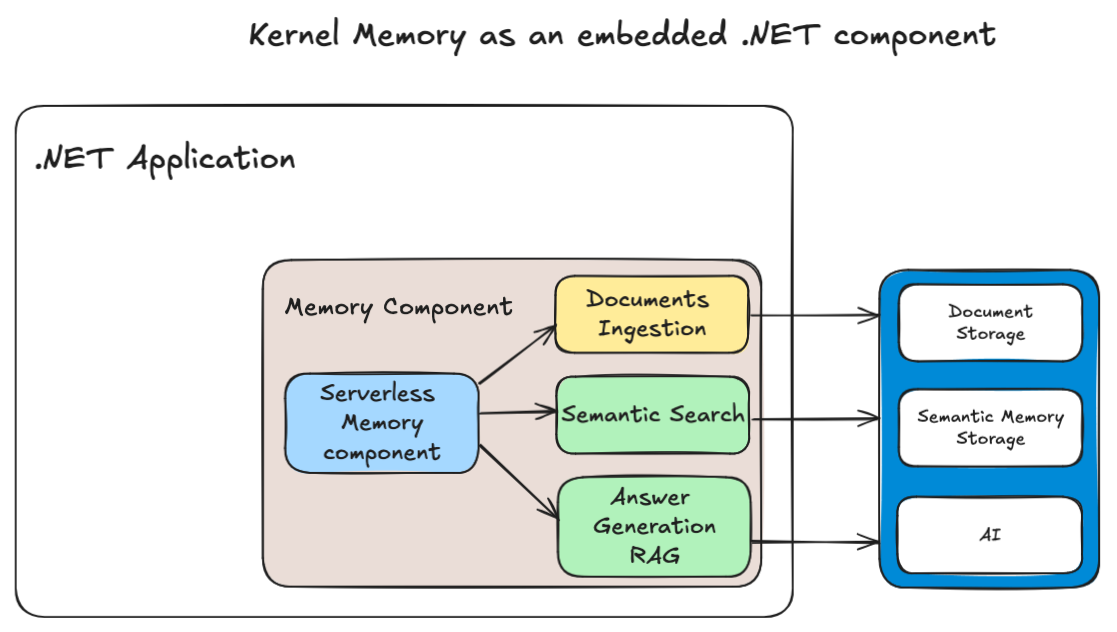 Kernel Memory as an embedded .NET component
.NET Application
Memory Component
Serverless
Memory
component
Documents
Ingestion
Semantic Search
Answer
Generation
RAG
Document
Storage
Semantic Memory
Storage
AI